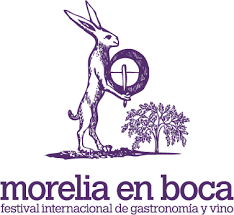 morelia en boca
festival internacional de gastronomía y vino